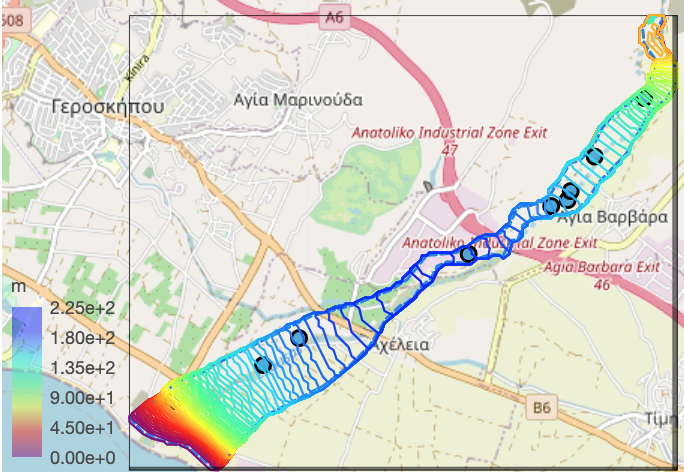 608
A6
Kinira
Γεροσκήπου
Αγία Μαρινούδα
Anatoliko Industrial Zone Exit
47
Αγία Βαρβάρα
Anatoliko Industrial Zone Exit
Agia Barbara Exit
46
m
2.25e+2
1.80e+2
1.35e+2
9.00e+1
4.50e+1
0.00e+0
Αχέλεια
B6
Τίμη